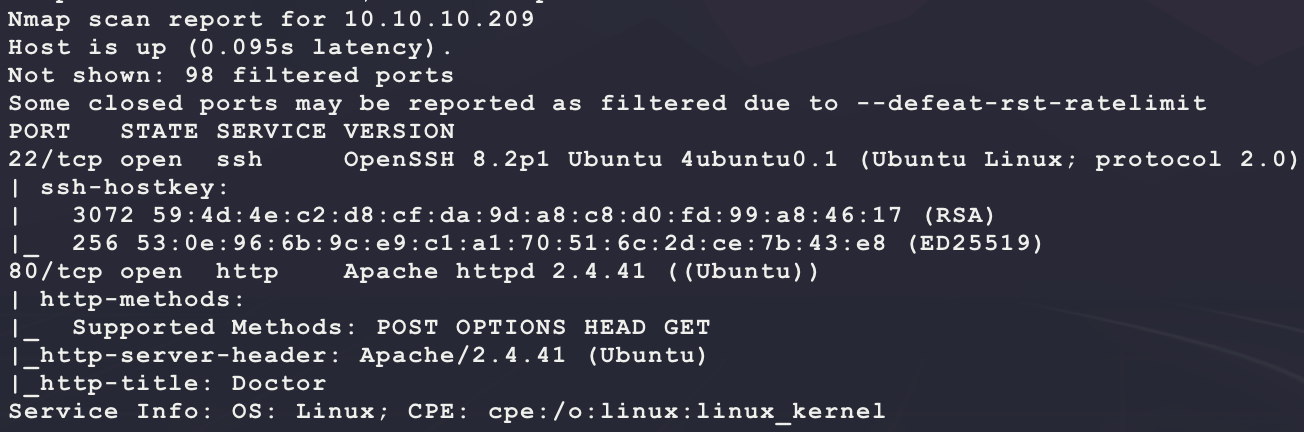 Nmap scan report for 10.10.10.209
Host is up (0.095s latency).
Not shown: 98 filtered ports
Some closed ports may be reported as filtered due to --defeat-rst-ratelimit
PORT   STATE SERVICE VERSION
22/tcp open  ssh     OpenSSH 8.2p1 Ubuntu 4ubuntu0.1 (Ubuntu Linux; protocol 2.0)
| ssh-hostkey:
|   3072 59:4d:4e:c2:d8:cf:da:9d:a8:c8:d0:fd:99:a8:46:17 (RSA)
|_  256 53:0e:96:6b:9c:e9:c1:a1:70:51:6c:2d:ce:7b:43:e8 (ED25519)
80/tcp open  http    Apache httpd 2.4.41 ((Ubuntu))
| http-methods:
|_  Supported Methods: POST OPTIONS HEAD GET
|_http-server-header: Apache/2.4.41 (Ubuntu)
|_http-title: Doctor
Service Info: OS: Linux; CPE: cpe:/o:linux:linux_kernel